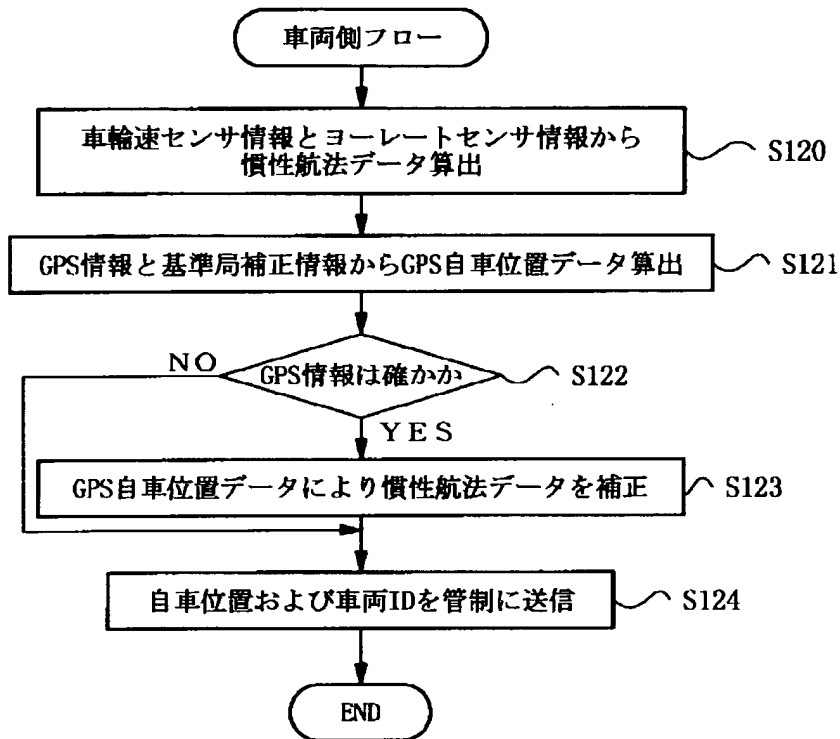 車両側フロー
車輪速センサ情報とヨーレートセンサ情報から
慣性航法データ算出
S120
GPS情報と基準局補正情報からGPS自車位置データ算出
S121
GPS情報は確かか
S122
NO
YES
GPS自車位置データにより慣性航法データを補正
S123
自車位置および車両IDを管制に送信
S124
END